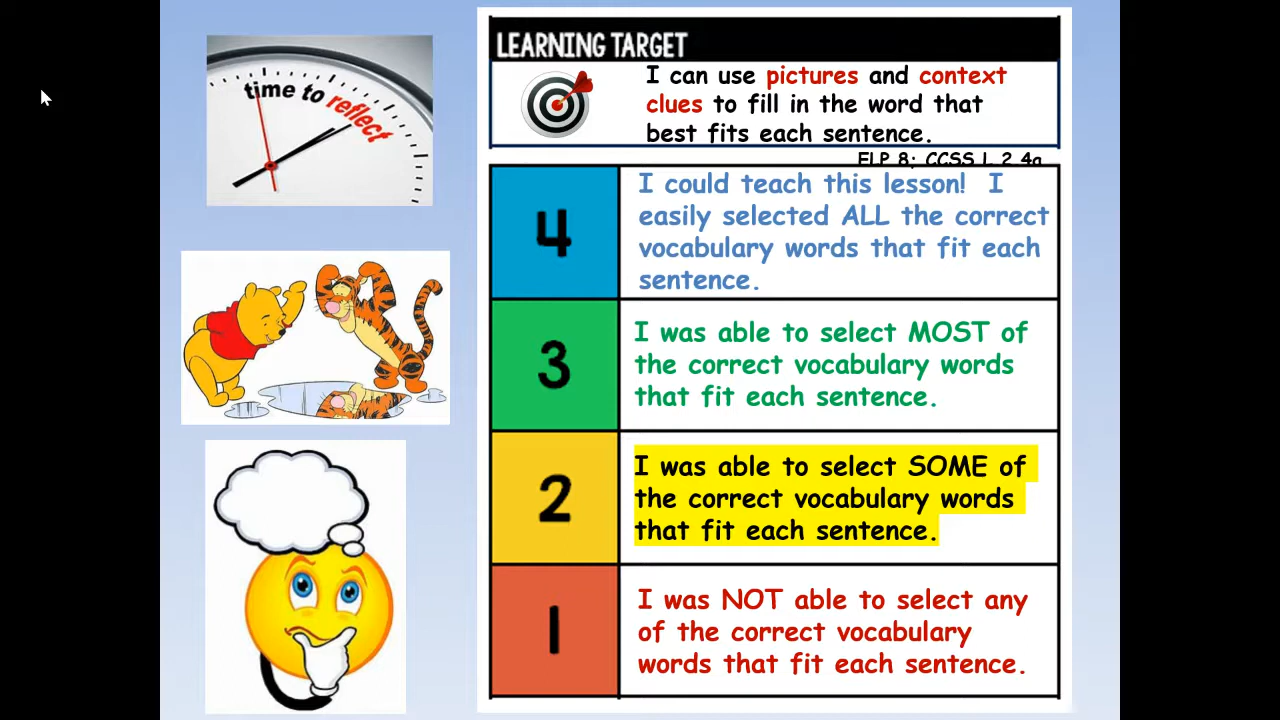 time to reflect
LEARNING TARGET
I can use pictures and context
clues to fill in the word that
best fits each sentence.
ELP 8; CCSS L 2 4a
4
I could teach this lesson! I
easily selected ALL the correct
vocabulary words that fit each
sentence.
3
I was able to select MOST of
the correct vocabulary words
that fit each sentence.
2
I was able to select SOME of
the correct vocabulary words
that fit each sentence.
1
I was NOT able to select any
of the correct vocabulary
words that fit each sentence.